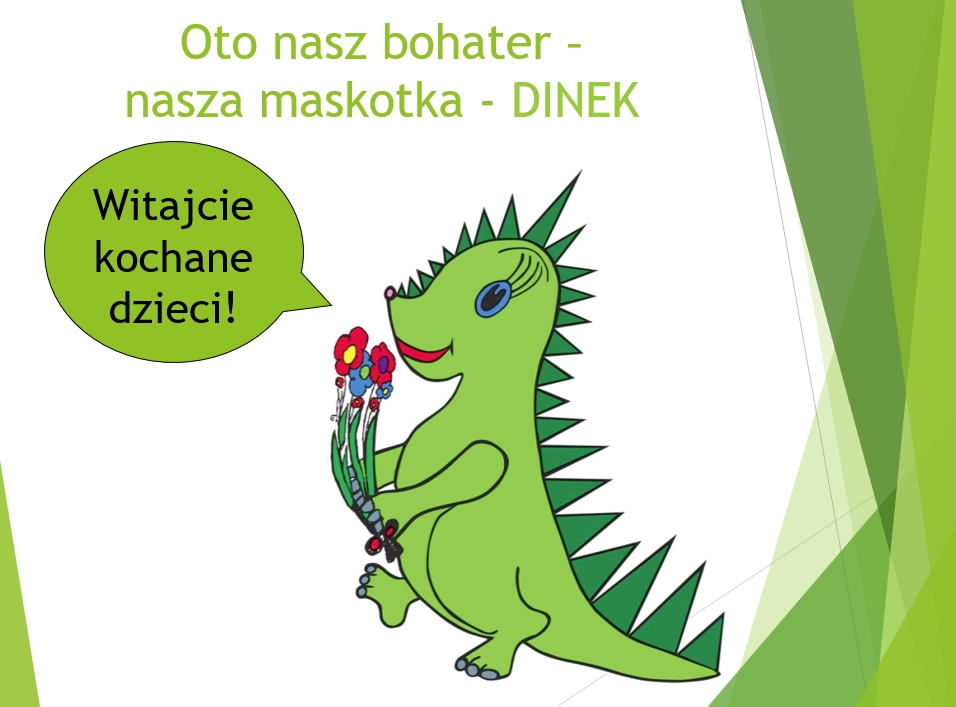 Oto nasz bohater –
nasza maskotka - DINEK
Witajcie
kochane
dzieci!